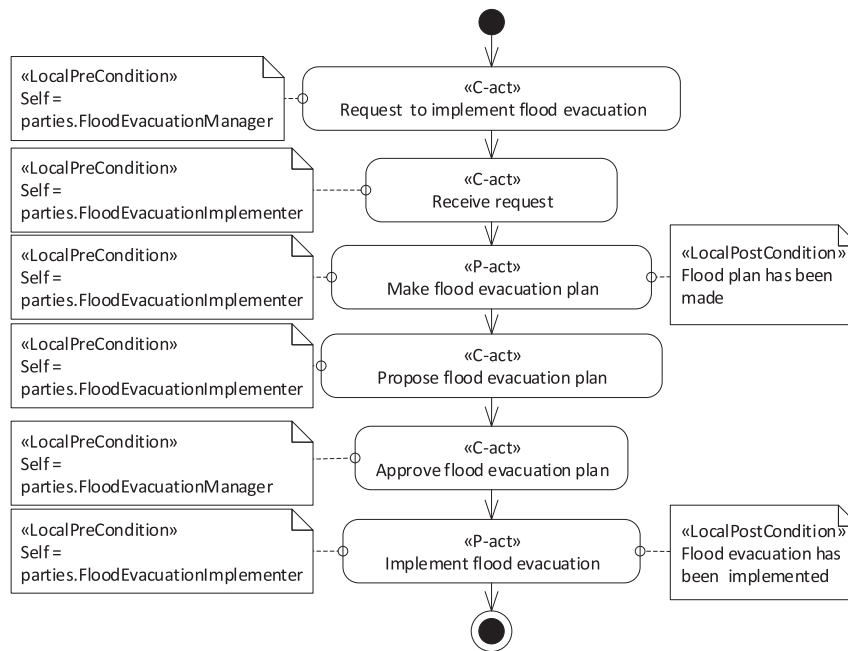 «LocalPreCondition»
Self =
parties.FloodEvacuationManager
«C-act»
Request to implement flood evacuation
«LocalPreCondition»
Self =
parties.FloodEvacuationImplementer
«C-act»
Receive request
«LocalPreCondition»
Self =
parties.FloodEvacuationImplementer
«P-act»
Make flood evacuation plan
«LocalPostCondition»
Flood plan has been
made
«LocalPreCondition»
Self =
parties.FloodEvacuationImplementer
«C-act»
Propose flood evacuation plan
«LocalPreCondition»
Self =
parties.FloodEvacuationManager
«C-act»
Approve flood evacuation plan
«LocalPreCondition»
Self =
parties.FloodEvacuationImplementer
«P-act»
Implement flood evacuation
«LocalPostCondition»
Flood evacuation has
been implemented